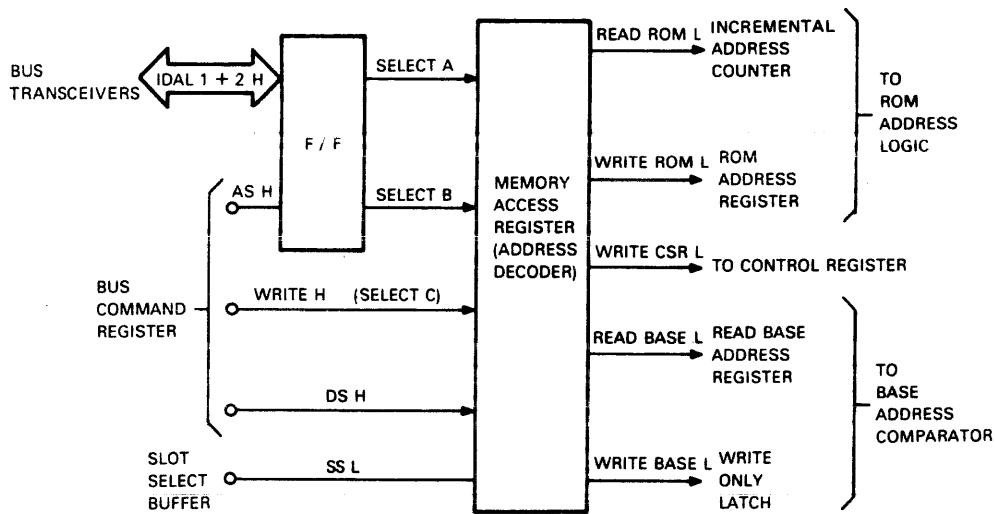 BUS
TRANSCEIVERS
IDAL 1 + 2 H
F / F
SELECT A
SELECT B
AS H
BUS
COMMAND
REGISTER
WRITE H (SELECT C)
DS H
SLOT
SELECT
BUFFER
SS L
MEMORY
ACCESS
REGISTER
(ADDRESS
DECODER)
READ ROM L
INCREMENTAL
ADDRESS
COUNTER
WRITE ROM L
ROM
ADDRESS
REGISTER
TO
ROM
ADDRESS
LOGIC
WRITE CSR L
TO CONTROL REGISTER
READ BASE L
READ BASE
ADDRESS
REGISTER
WRITE BASE L
WRITE
ONLY
LATCH
TO
BASE
ADDRESS
COMPARATOR